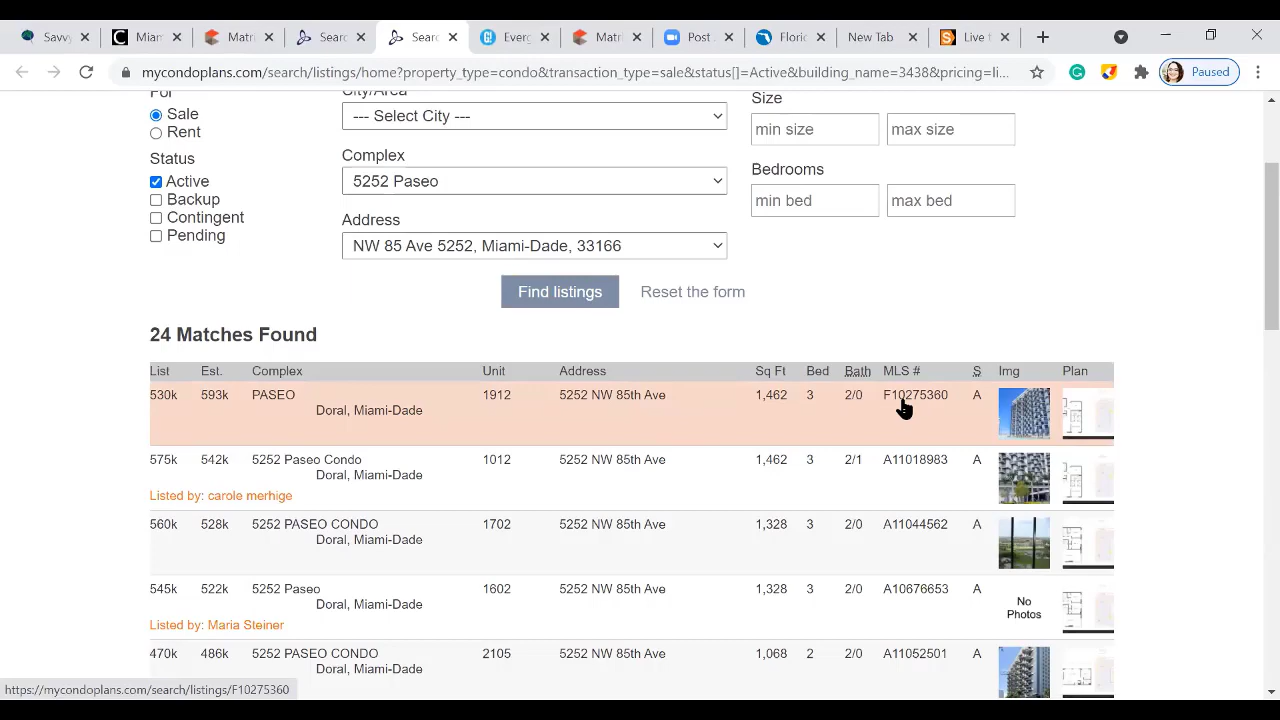 Savvy
Miam
Matri
Searc
Searc
Everg
Matri
Post .
Floric
New Tab
Live t
mycondoplans.com/search/listings/home?property_type=condo&transaction_type=sale&status[]=Active&building_name=3438&pricing=li...
Paused
For
Sale
Rent
Status
Active
Backup
Contingent
Pending
City/Area
--- Select City ---
Complex
5252 Paseo
Address
NW 85 Ave 5252, Miami-Dade, 33166
Size
min size max size
Bedrooms
min bed max bed
Find listings Reset the form
24 Matches Found
List Est. Complex Unit Address Sq Ft Bed Bath MLS # S Img Plan
530k 593k PASEO 1912 5252 NW 85th Ave 1,462 3 2/0 F10275360 A
Doral, Miami-Dade
575k 542k 5252 Paseo Condo 1012 5252 NW 85th Ave 1,462 3 2/1 A11018983 A
Doral, Miami-Dade
Listed by: carole merhige
560k 528k 5252 PASEO CONDO 1702 5252 NW 85th Ave 1,328 3 2/0 A11044562 A
Doral, Miami-Dade
545k 522k 5252 Paseo 1602 5252 NW 85th Ave 1,328 3 2/0 A10676653 A
Doral, Miami-Dade
No
Photos
Listed by: Maria Steiner
470k 486k 5252 PASEO CONDO 2105 5252 NW 85th Ave 1,068 2 2/0 A11052501 A
Doral, Miami-Dade
https://mycondoplans.com/search/listings/F10275360